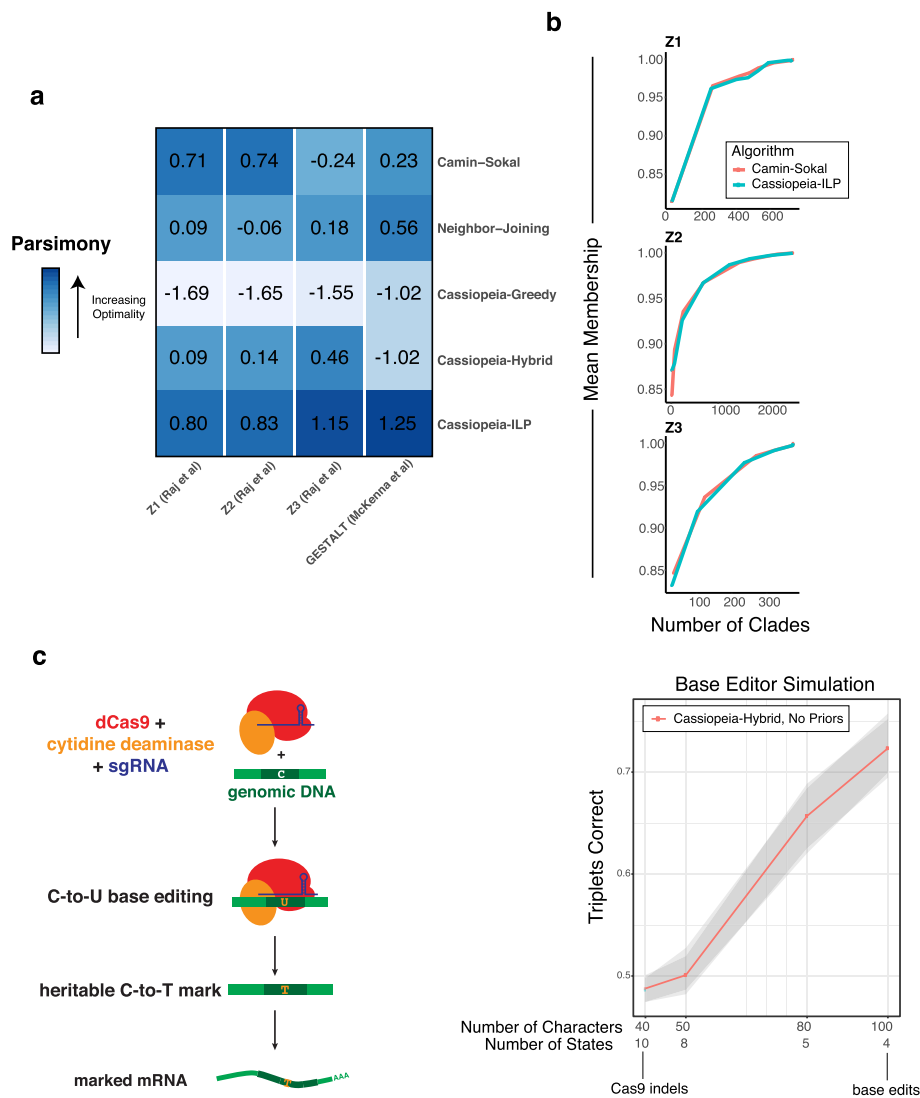 a
Parsimony
Increasing
Optimality
0.71 0.74 -0.24 0.23 Camin–Sokal
0.09 -0.06 0.18 0.56 Neighbor–Joining
-1.69 -1.65 -1.55 -1.02 Cassiopeia-Greedy
0.09 0.14 0.46 -1.02 Cassiopeia-Hybrid
0.80 0.83 1.15 1.25 Cassiopeia-ILP
Z1 (Raj et al)
Z2 (Raj et al)
Z3 (Raj et al)
GESTALT (McKenna et al)
b
Mean Membership
Z1
1.00
0.95
0.90
0.85
0 200 400 600
Algorithm
Camin-Sokal
Cassiopeia-ILP
Z2
1.00
0.95
0.90
0.85
0 1000 2000
Z3
1.00
0.95
0.90
0.85
100 200 300
Number of Clades
c
dCas9 +
cytidine deaminase
+ sgRNA
+
C
genomic DNA
C-to-U base editing
U
heritable C-to-T mark
T
marked mRNA
T
AAA
Base Editor Simulation
Cassiopeia-Hybrid, No Priors
Triplets Correct
0.7
0.6
0.5
Number of Characters 40 50 80 100
Number of States 10 8 5 4
Cas9 indels
base edits